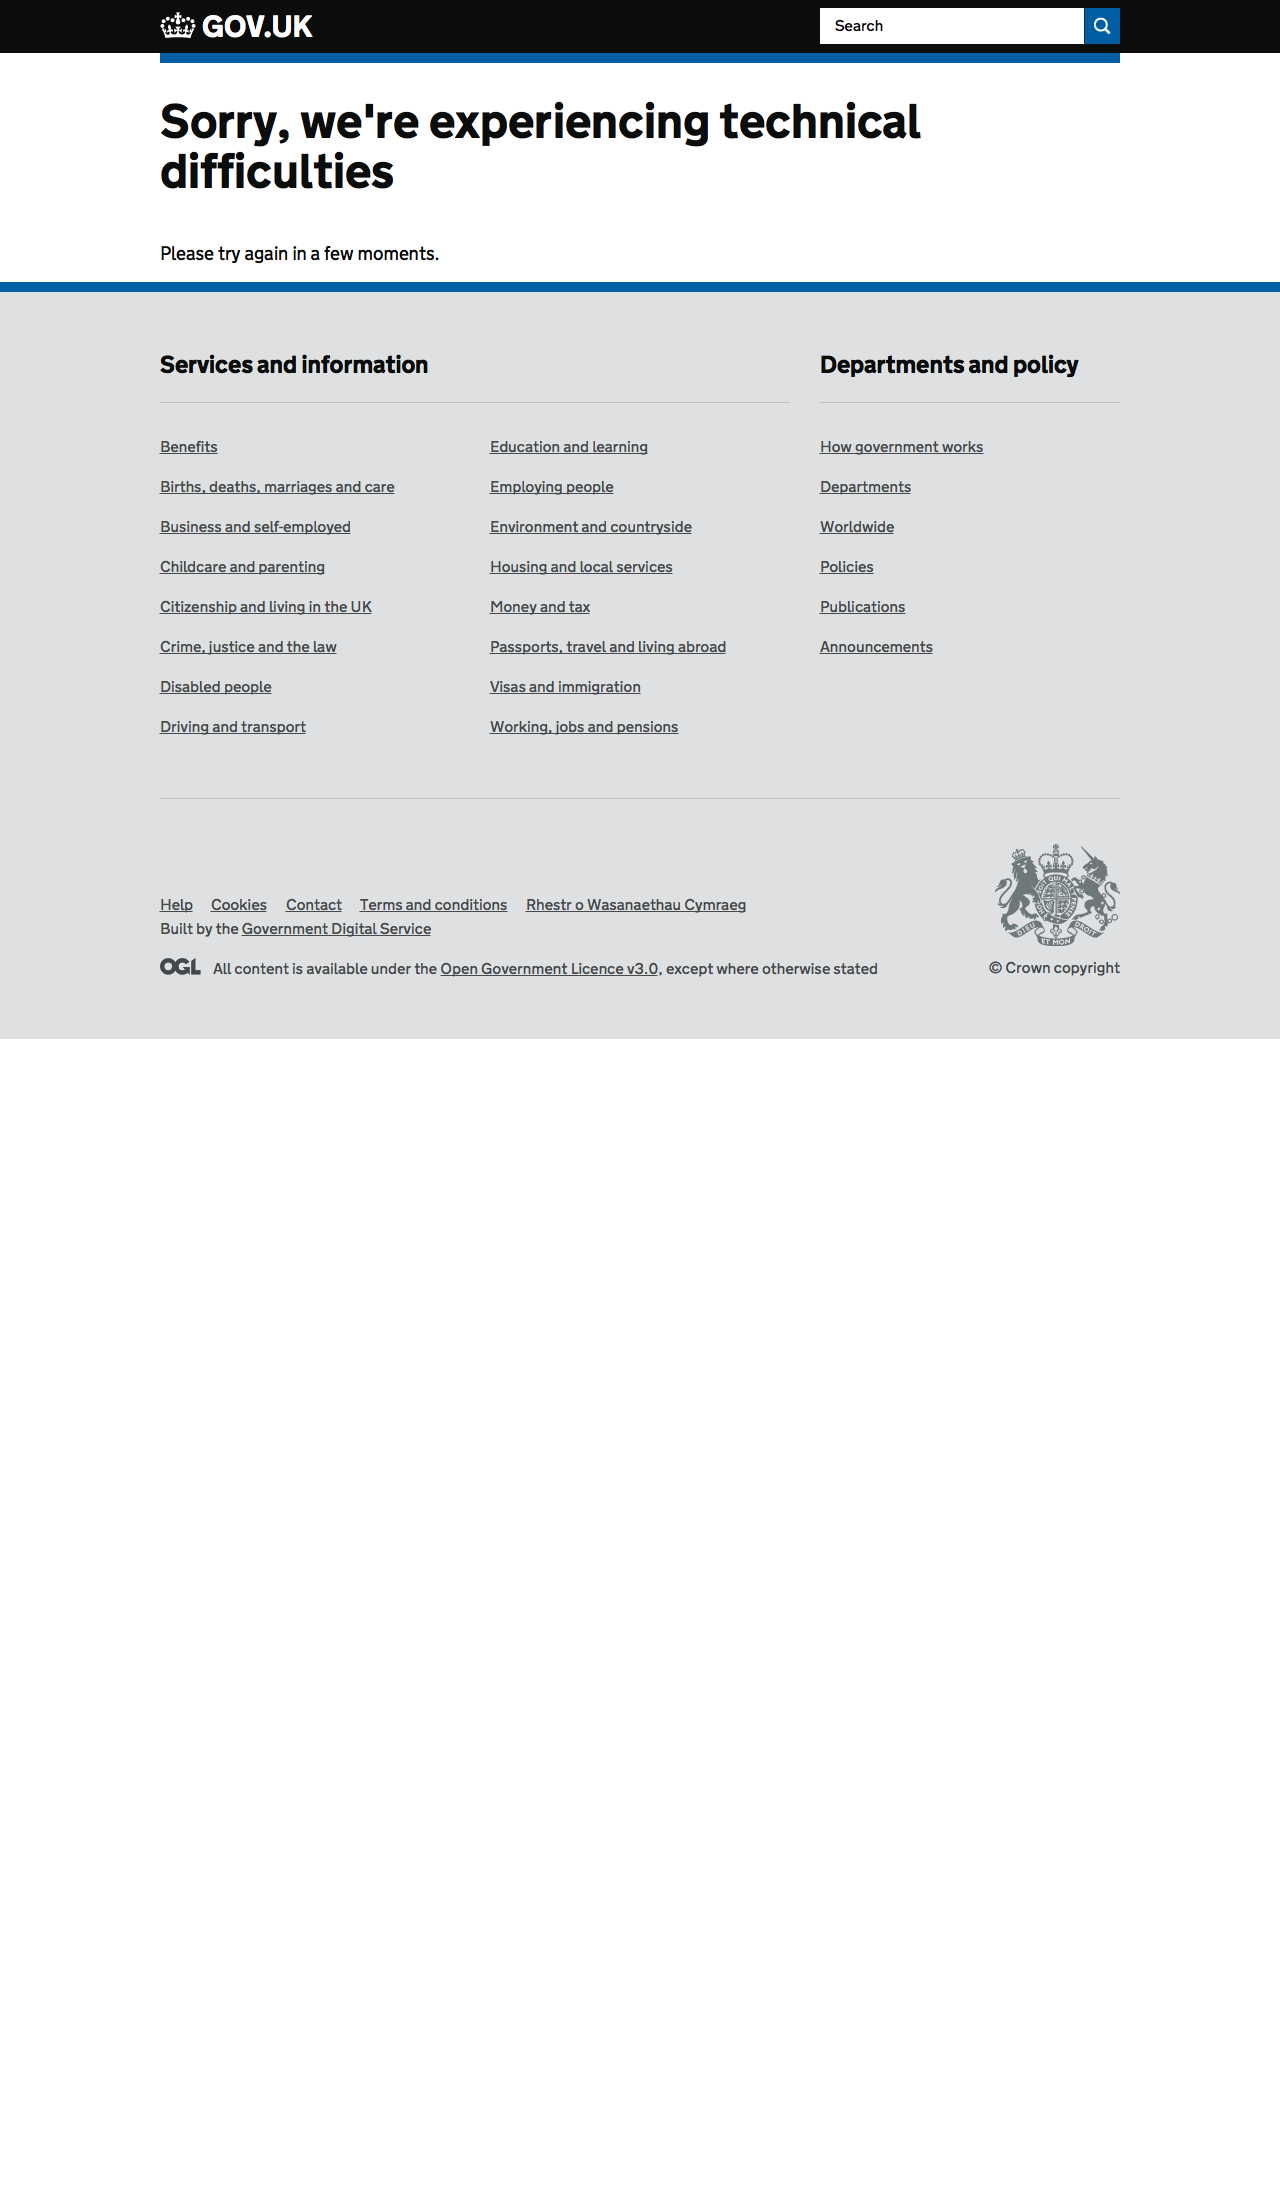 GOV.UK
Search
Sorry, we're experiencing technical
difficulties
Please try again in a few moments.
Services and information
Departments and policy
Benefits
Births, deaths, marriages and care
Business and self-employed
Childcare and parenting
Citizenship and living in the UK
Crime, justice and the law
Disabled people
Driving and transport
Education and learning
Employing people
Environment and countryside
Housing and local services
Money and tax
Passports, travel and living abroad
Visas and immigration
Working, jobs and pensions
How government works
Departments
Worldwide
Policies
Publications
Announcements
Help Cookies Contact Terms and conditions Rhestr o Wasanaethau Cymraeg
Built by the Government Digital Service
OGL All content is available under the Open Government Licence v3.0, except where otherwise stated
DIEU ET MON DROIT
© Crown copyright